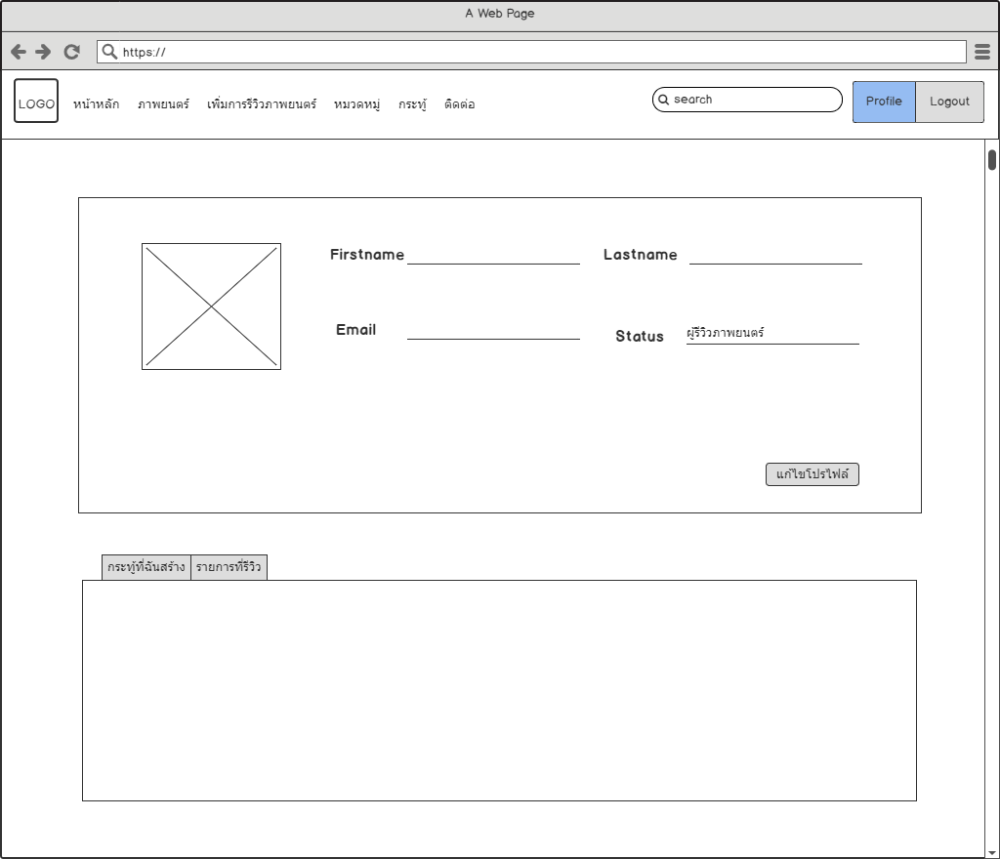 A Web Page
https://
LOGO หน้าหลัก ภาพยนตร์ เพิ่มการรีวิวภาพยนตร์ หมวดหมู่ กระทู้ ติดต่อ search Profile Logout
Firstname Lastname
Email Status ผู้รีวิวภาพยนตร์
แก้ไขโปรไฟล์
กระทู้ที่ฉันสร้าง รายการที่รีวิว